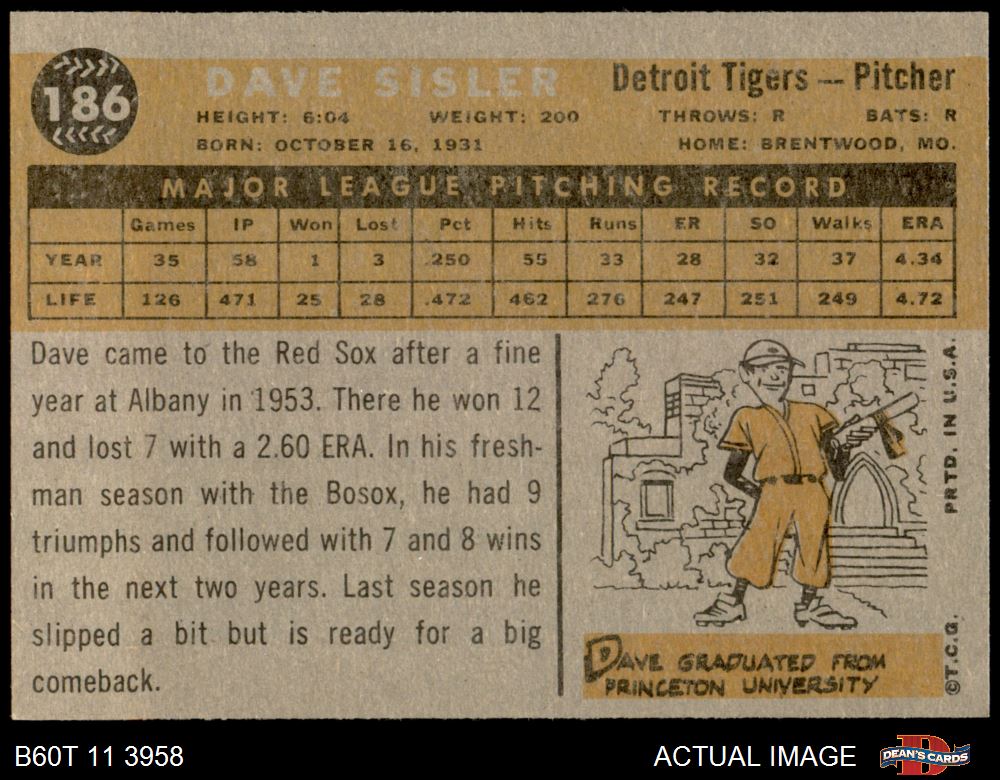 186
DAVE SISLER
Detroit Tigers — Pitcher
HEIGHT: 6:04 WEIGHT: 200 THROWS: R BATS: R
BORN: OCTOBER 16, 1931 HOME: BRENTWOOD, MO.
MAJOR LEAGUE PITCHING RECORD
Games IP Won Lost Pct Hits Runs ER SO Walks ERA
YEAR 35 58 1 3 .250 55 33 28 32 37 4.34
LIFE 126 471 25 28 .472 462 276 247 251 249 4.72
Dave came to the Red Sox after a fine
year at Albany in 1953. There he won 12
and lost 7 with a 2.60 ERA. In his fresh-
man season with the Bosox, he had 9
triumphs and followed with 7 and 8 wins
in the next two years. Last season he
slipped a bit but is ready for a big
comeback.
DAVE GRADUATED FROM
PRINCETON UNIVERSITY
©T.C.G. PRTD. IN U.S.A.
B60T 11 3958
ACTUAL IMAGE
DEAN'S CARDS